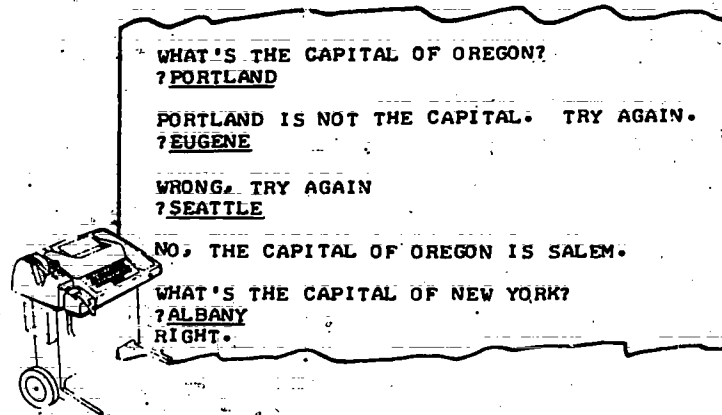 WHAT'S THE CAPITAL OF OREGON?
?PORTLAND
PORTLAND IS NOT THE CAPITAL. TRY AGAIN.
?EUGENE
WRONG, TRY AGAIN
?SEATTLE
NO, THE CAPITAL OF OREGON IS SALEM.
WHAT'S THE CAPITAL OF NEW YORK?
?ALBANY
RIGHT.